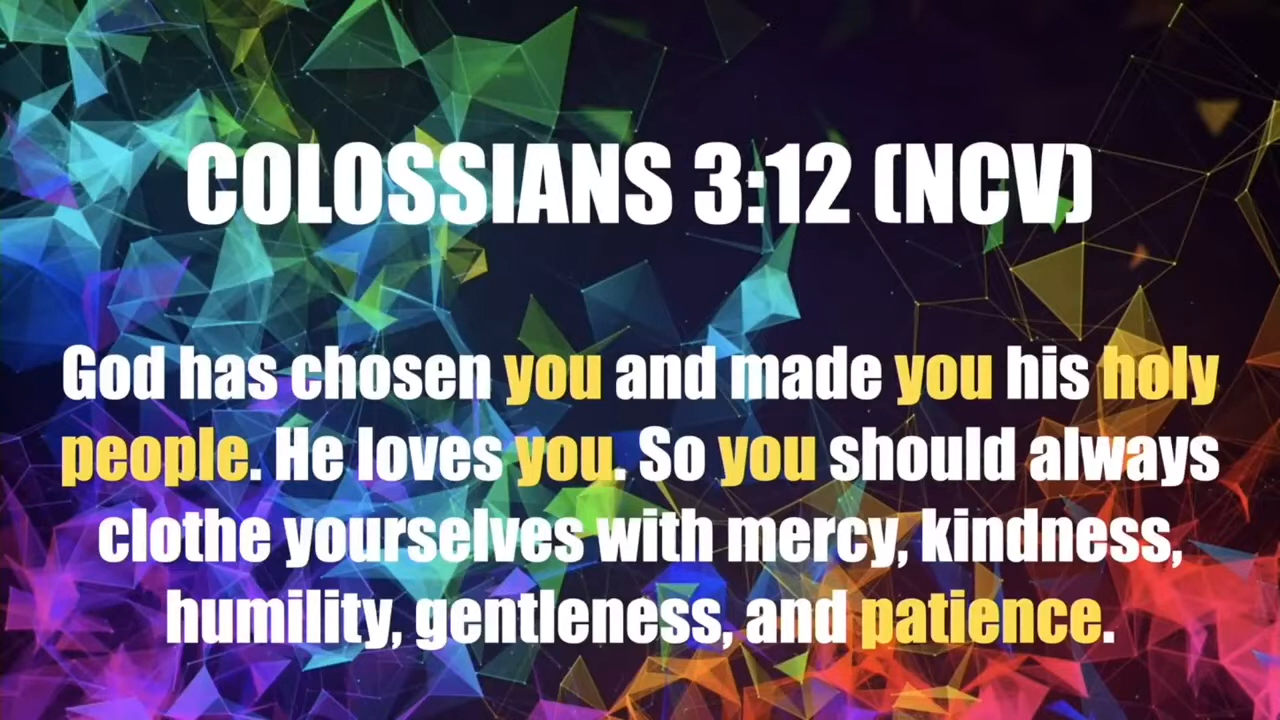 COLOSSIANS 3:12 (NCV)
God has chosen you and made you his holy
people. He loves you. So you should always
clothe yourselves with mercy, kindness,
humility, gentleness, and patience.